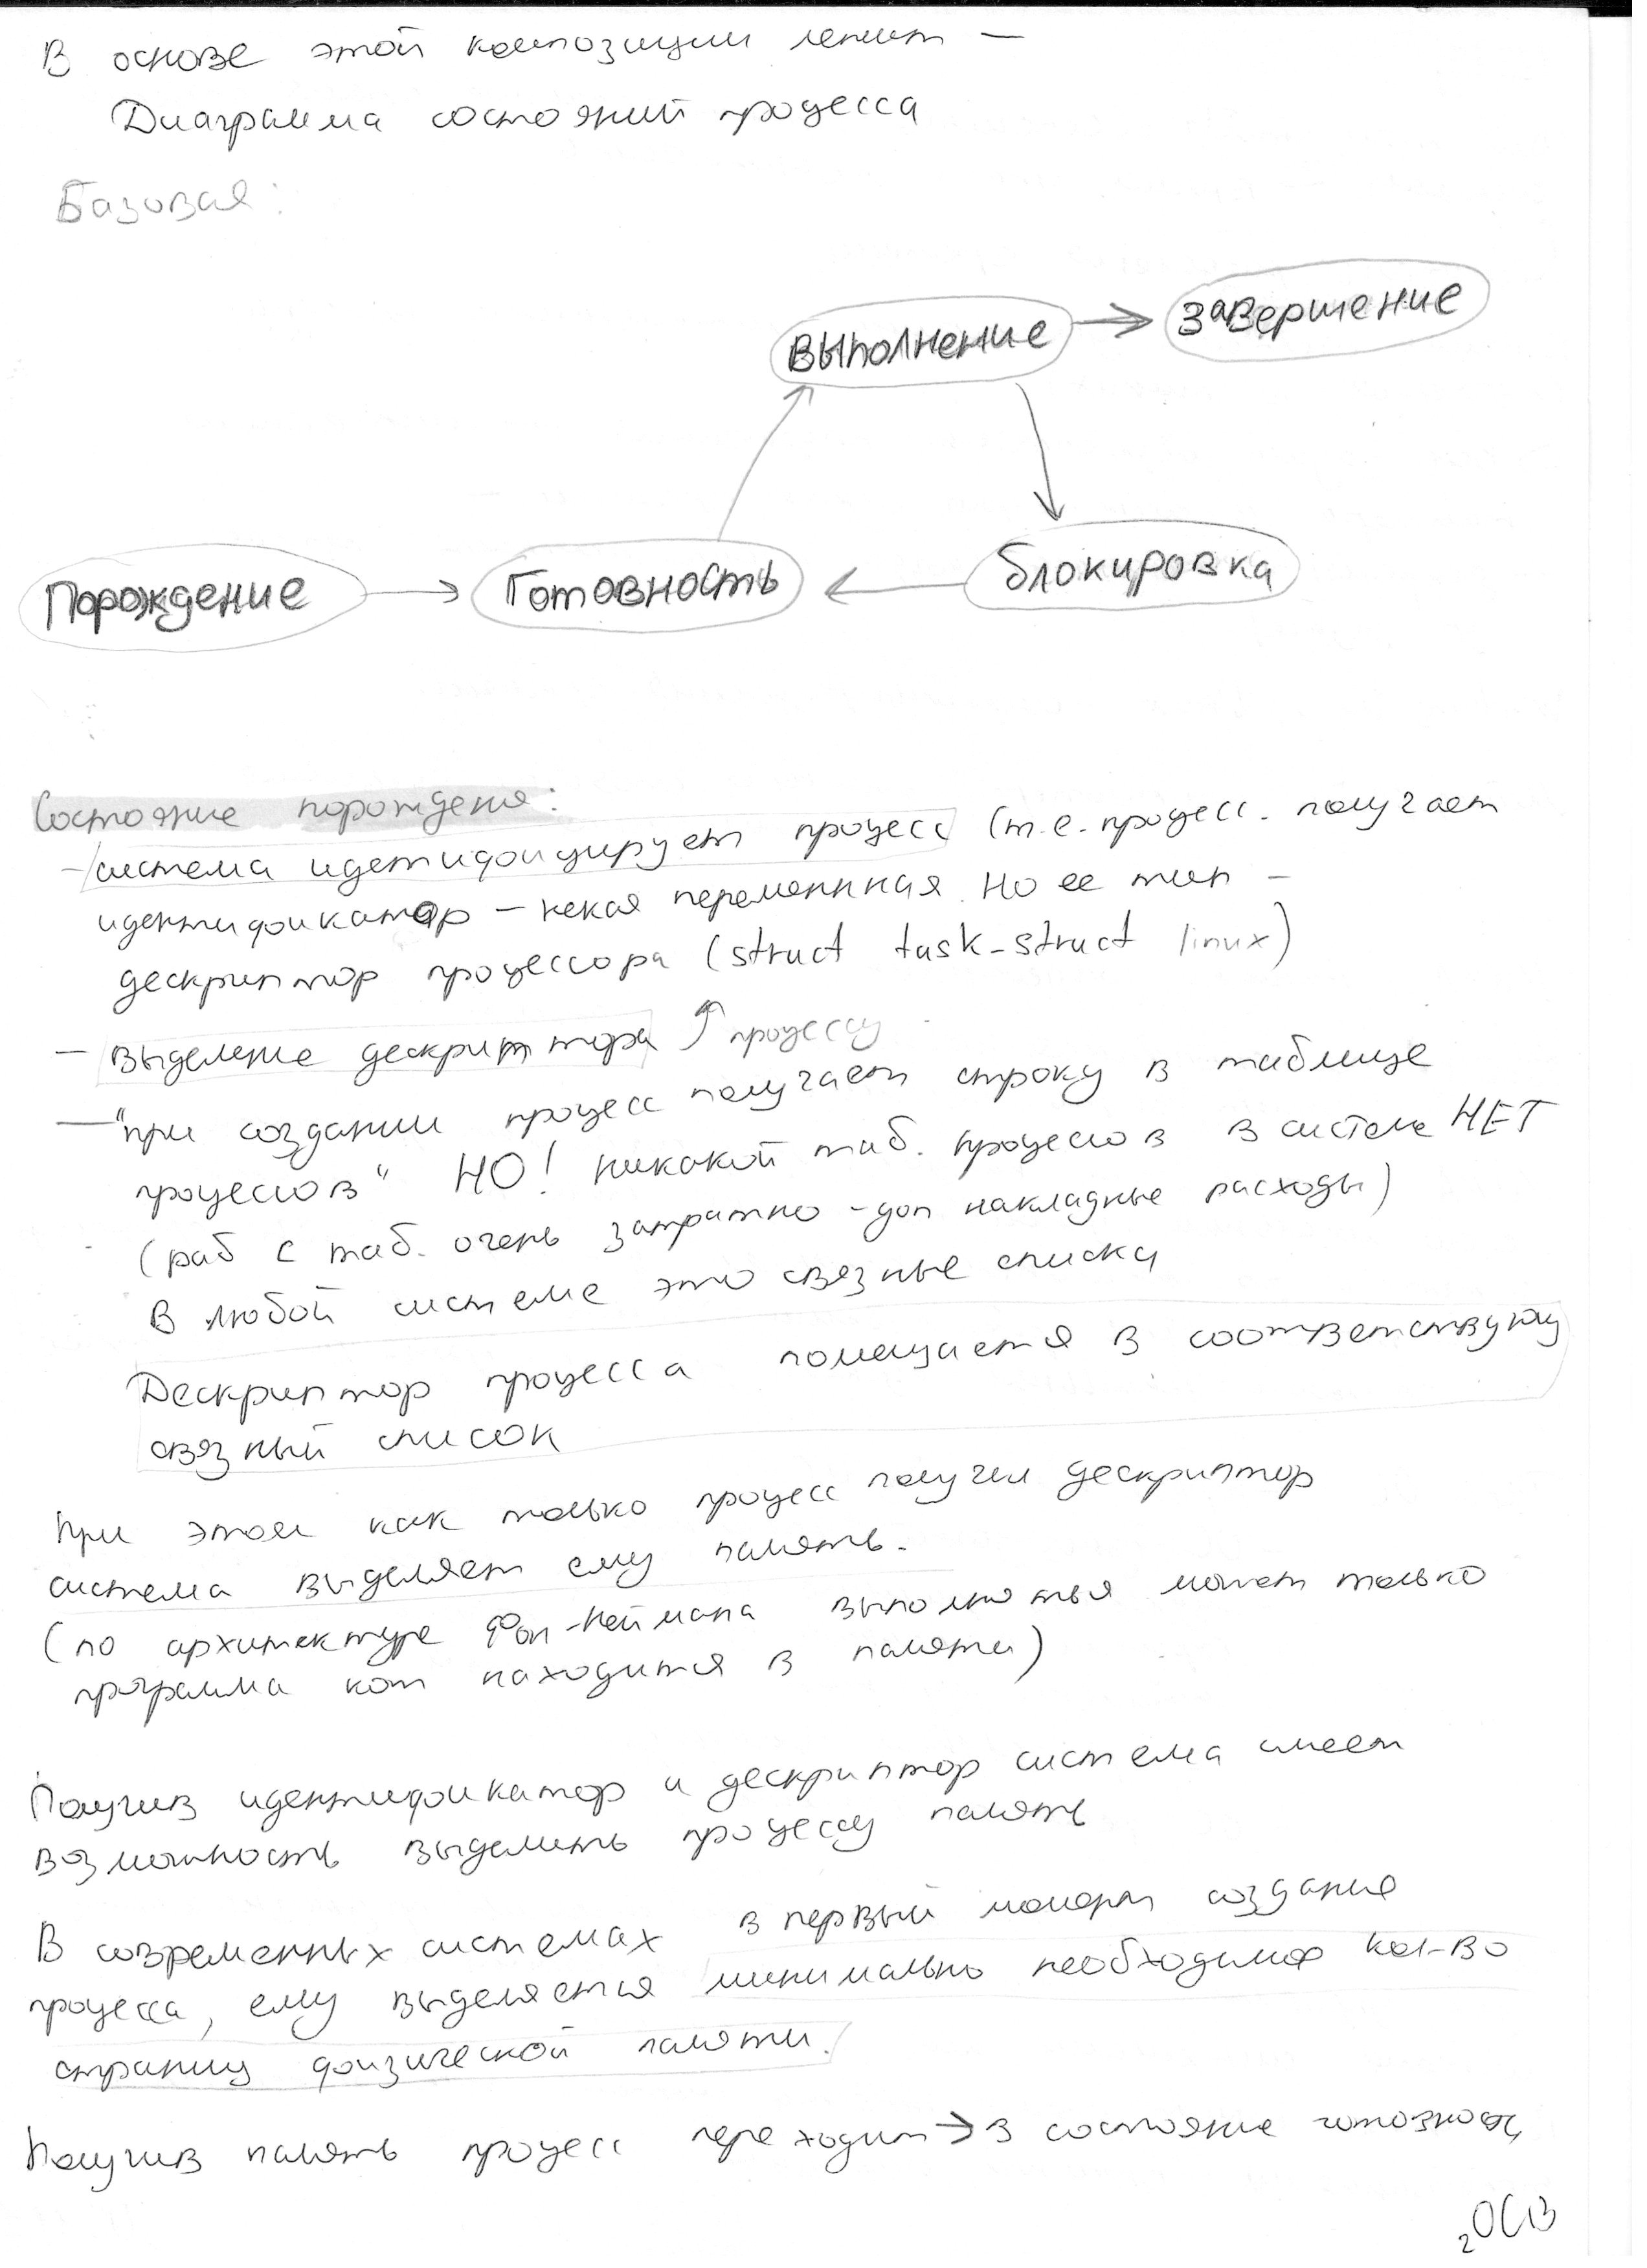 В основе этой композиции лежит —
Диаграмма состояний процесса
Базовая:
Выполнение
Завершение
Порождение
Готовность
Блокировка
Состояние порождения:
- система идетифицирует процесс (т.е. процесс. получает
идентификатор - некая переменная. Но ее тип -
дескриптор процессора (struct task-struct linux)
- выделение дескриптора процессу
- "при создании процесс получает строку в таблице
процессов" НО! никакой таб. процессов в системе НЕТ
(раб с таб. очень затратно - доп накладные расходы)
В любой системе это связные списки
Дескриптор процесса помещается в соответствующ
связный список
При этом как только процесс получил дескриптор
система выделяет ему память.
(по архитектуре фон-Неймана выполняться может только
программа кот находится в памяти)
Получив идентификатор и дескриптор система имеет
возможность выделить процессу память
В современных системах в первый момент создание
процесса, ему выделяется минимально необходимое кол-во
страниц физической памяти.
Получив память процесс переходит → в состояние готовности